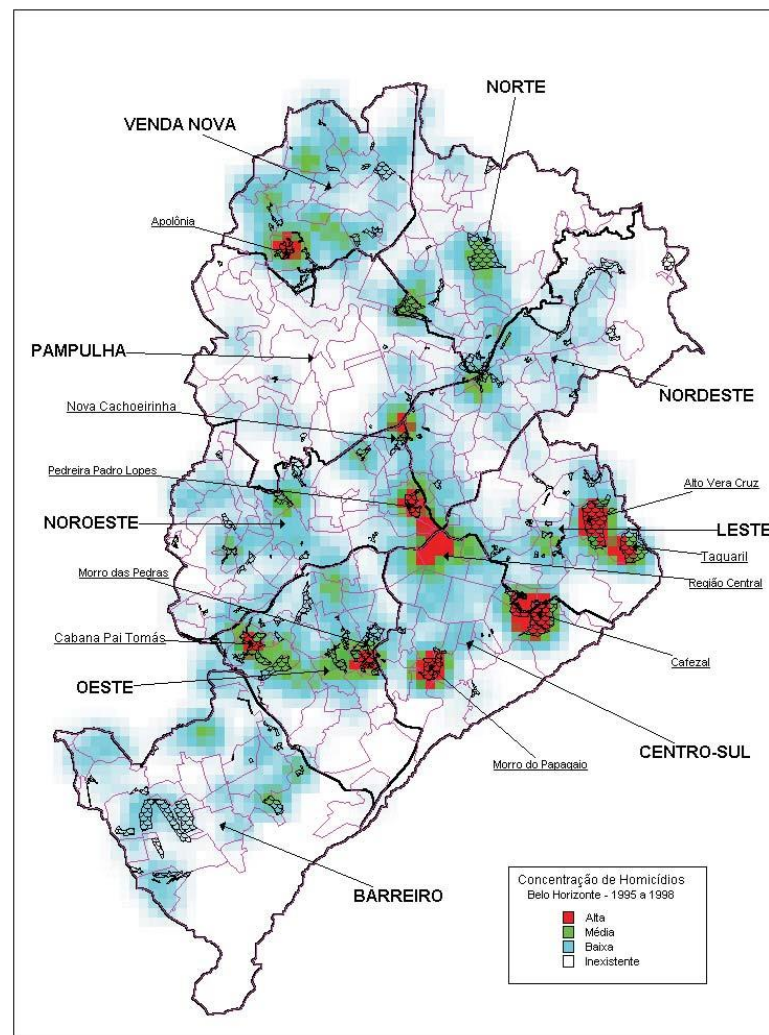 NORTE
VENDA NOVA
Apolônia
PAMPULHA
NORDESTE
Nova Cachoeirinha
Pedreira Padro Lopes
Alto Vera Cruz
NOROESTE
LESTE
Taquaril
Morro das Pedras
Região Central
Cabana Pai Tomás
Cafezal
OESTE
CENTRO-SUL
Morro do Papagaio
BARREIRO
Concentração de Homicídios
Belo Horizonte - 1995 a 1998
Alta
Média
Baixa
Inexistente